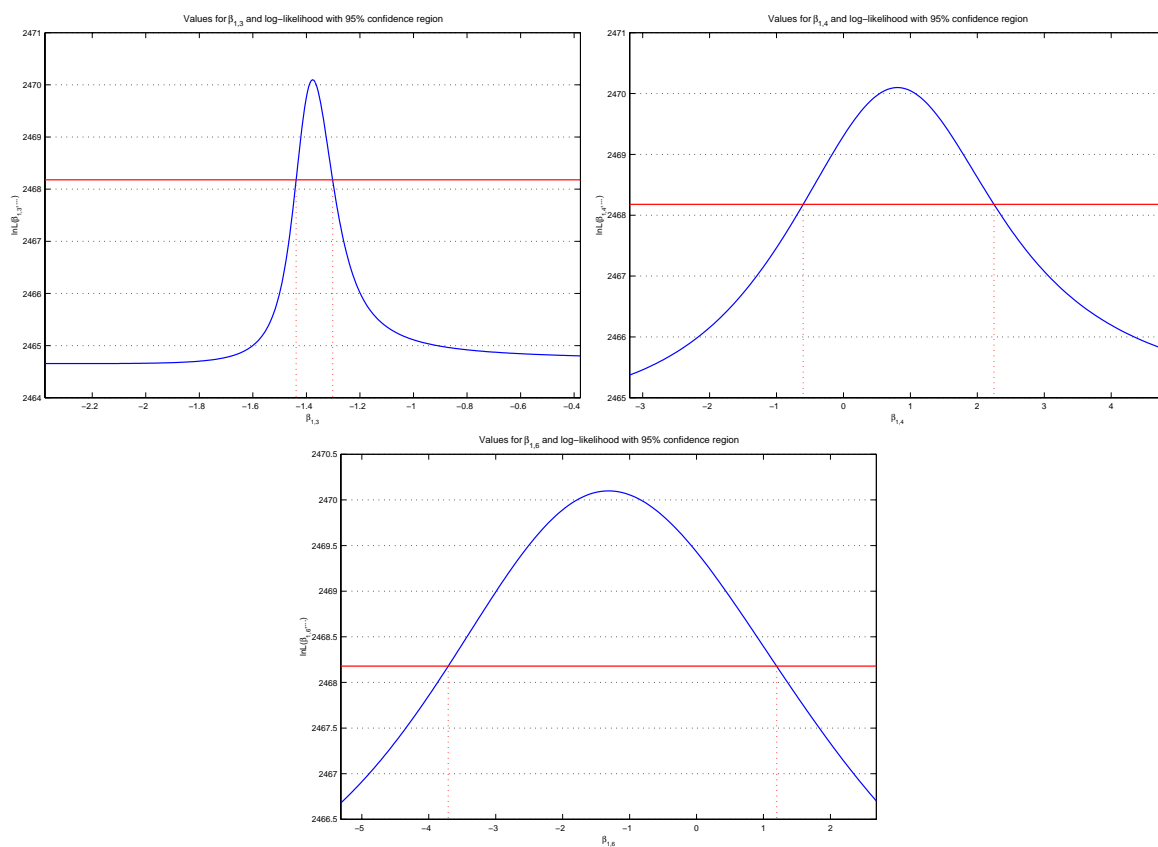 Values for β1,3 and log−likelihood with 95% confidence region
2471
2470
2469
2468
2467
2466
2465
2464
lnL(β1,3,...)
−2.2 −2 −1.8 −1.6 −1.4 −1.2 −1 −0.8 −0.6 −0.4
β1,3
Values for β1,4 and log−likelihood with 95% confidence region
2471
2470
2469
2468
2467
2466
2465
lnL(β1,4,...)
−3 −2 −1 0 1 2 3 4
β1,4
Values for β1,6 and log−likelihood with 95% confidence region
2470.5
2470
2469.5
2469
2468.5
2468
2467.5
2467
2466.5
lnL(β1,6,...)
−5 −4 −3 −2 −1 0 1 2
β1,6